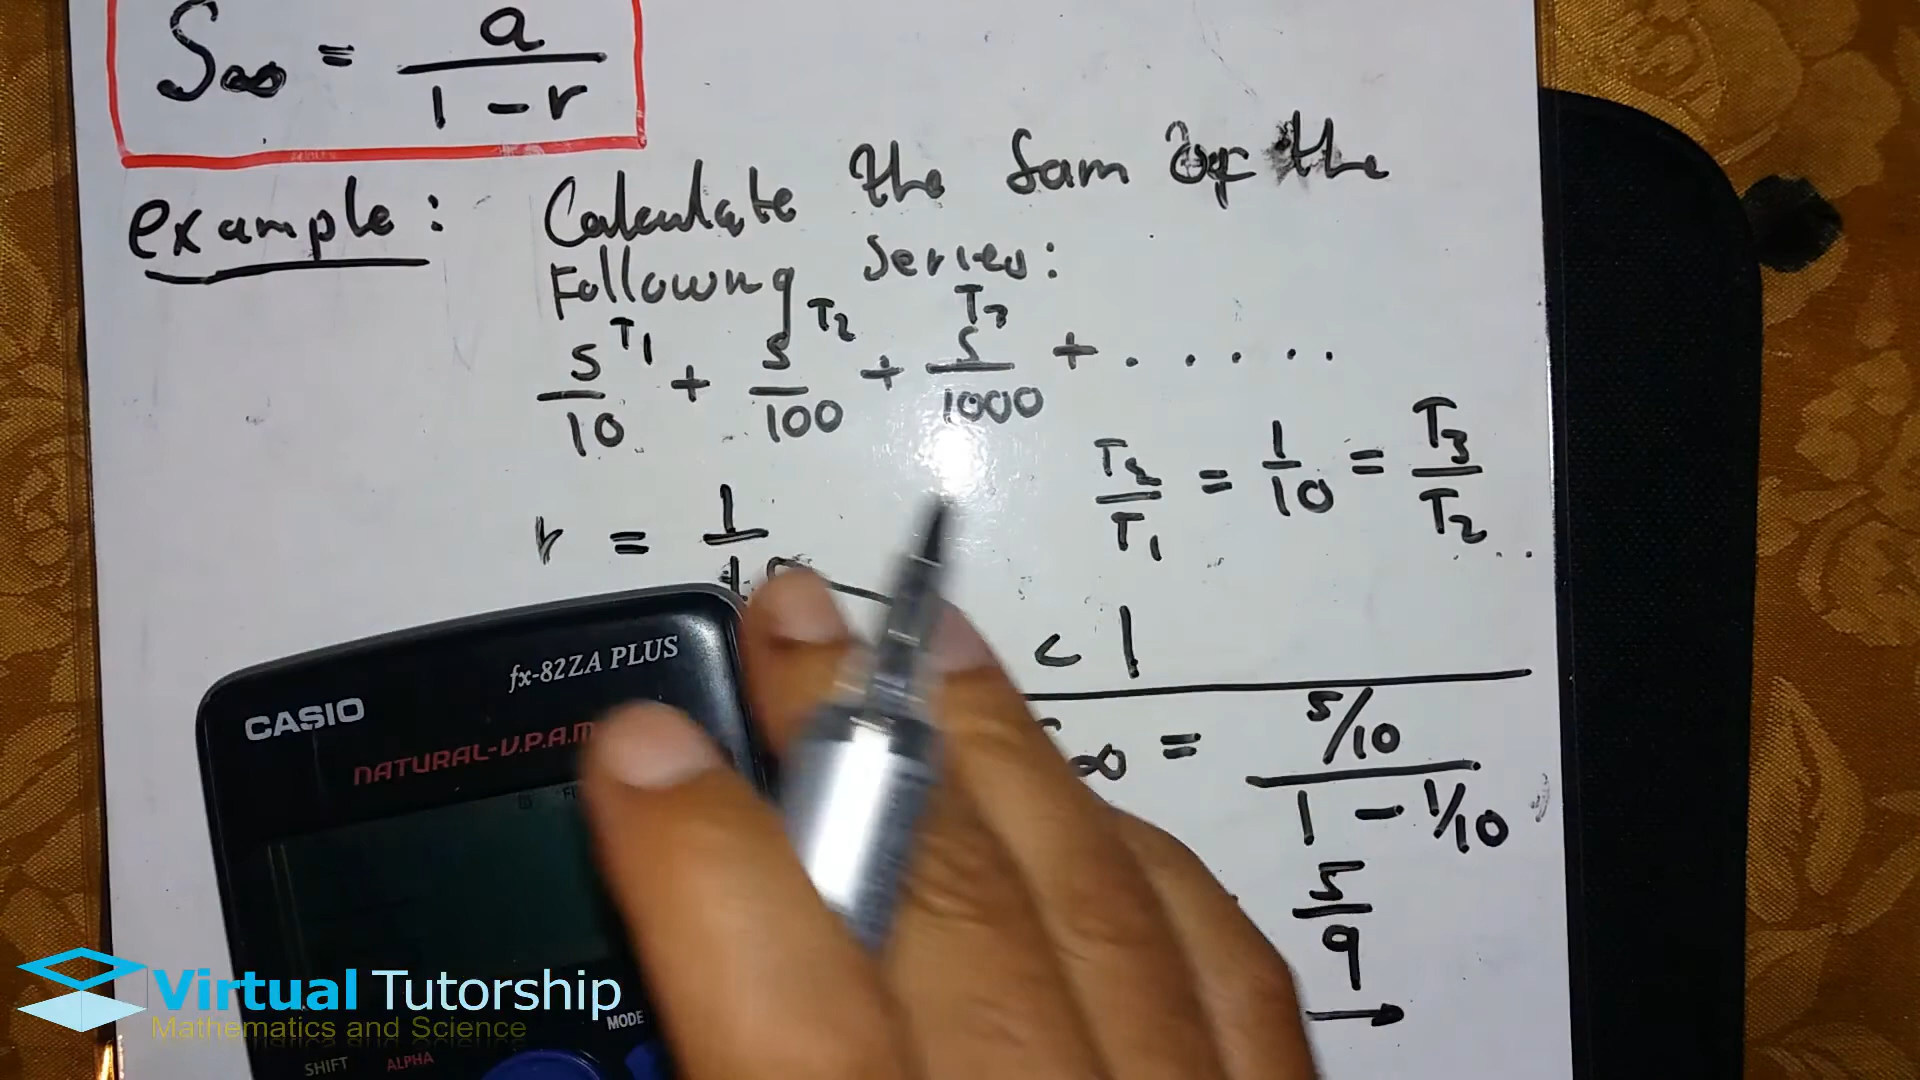 S∞ = a / 1 - r
example: Calculate the sum of the
Following series:
T1 T2 T3
5/10 + 5/100 + 5/1000 + . . . . .
T2/T1 = 1/10 = T3/T2 ...
r = 1/10
< 1
S∞ = 5/10 / 1 - 1/10
5/9
CASIO
fx-82ZA PLUS
NATURAL-V.P.A.M.
Virtual Tutorship
Mathematics and Science
MODE
SHIFT ALPHA